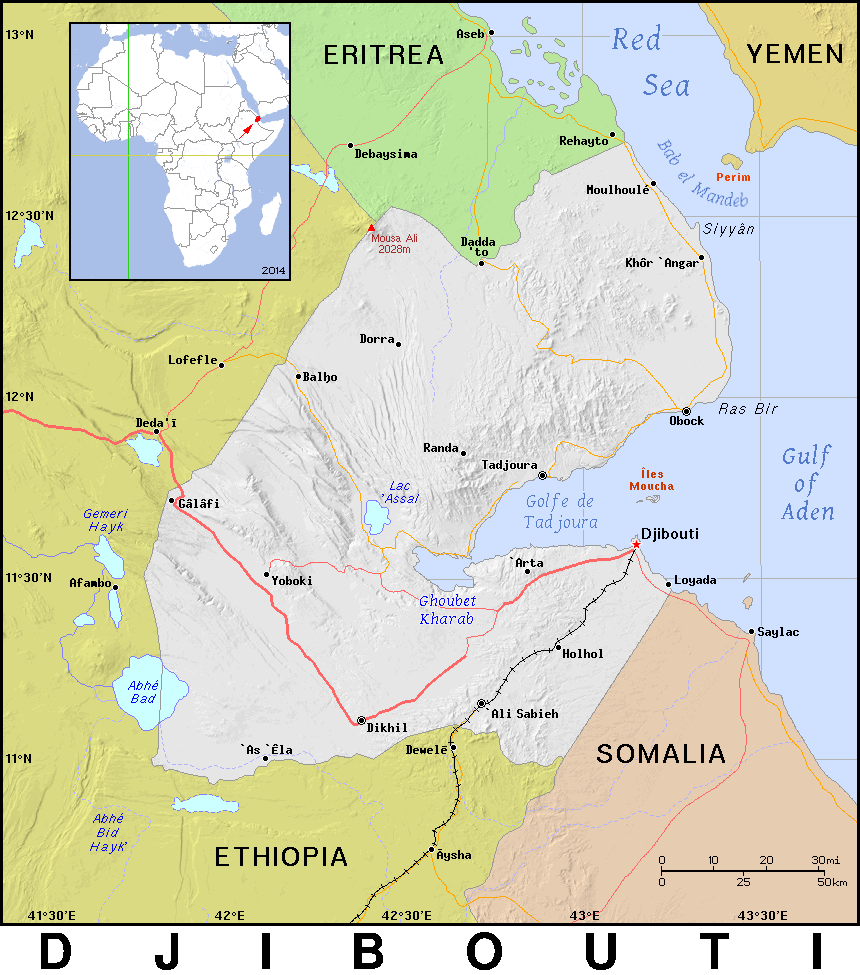 13°N
12°30'N
12°N
11°30'N
11°N
41°30'E
42°E
42°30'E
43°E
43°30'E
2014
ERITREA
Red
Sea
YEMEN
Aseb
Debaysima
Rehayto
Bab el Mandeb
Perim
Moulhoulé
Siyyân
Mousa Ali
2028m
Dadda
'to
Khôr `Angar
Dorra
Lofefle
Balḥo
Deda'ī
Obock
Ras Bir
Randa
Tadjoura
Gulf
of
Aden
Îles
Moucha
Lac
'Assal
Golfe de
Tadjoura
Gâlâfi
Gemeri
Hayk
Djibouti
Afambo
Yoboki
`Arta
Loyada
Ghoubet
Kharab
Saylac
Holhol
Abhé
Bad
`Ali Sabieh
Dikhil
`As `Êla
Dewelē
SOMALIA
Abhé
Bid
Hayk'
ETHIOPIA
Āysha
0 10 20 30mi
0 25 50km
DJIBOUTI